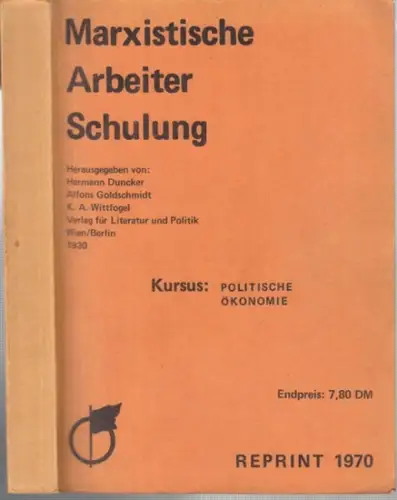 Marxistische
Arbeiter
Schulung
Herausgegeben von:
Hermann Duncker
Alfons Goldschmidt
K. A. Wittfogel
Verlag für Literatur und Politik
Wien/Berlin
1930
Kursus: POLITISCHE
ÖKONOMIE
Endpreis: 7,80 DM
REPRINT 1970